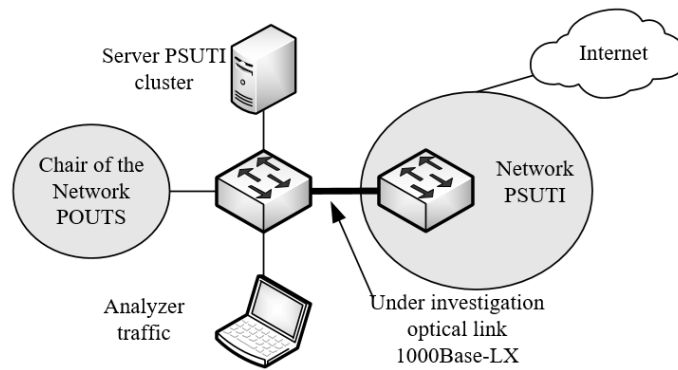 Server PSUTI
cluster
Internet
Chair of the
Network
POUTS
Network
PSUTI
Analyzer
traffic
Under investigation
optical link
1000Base-LX